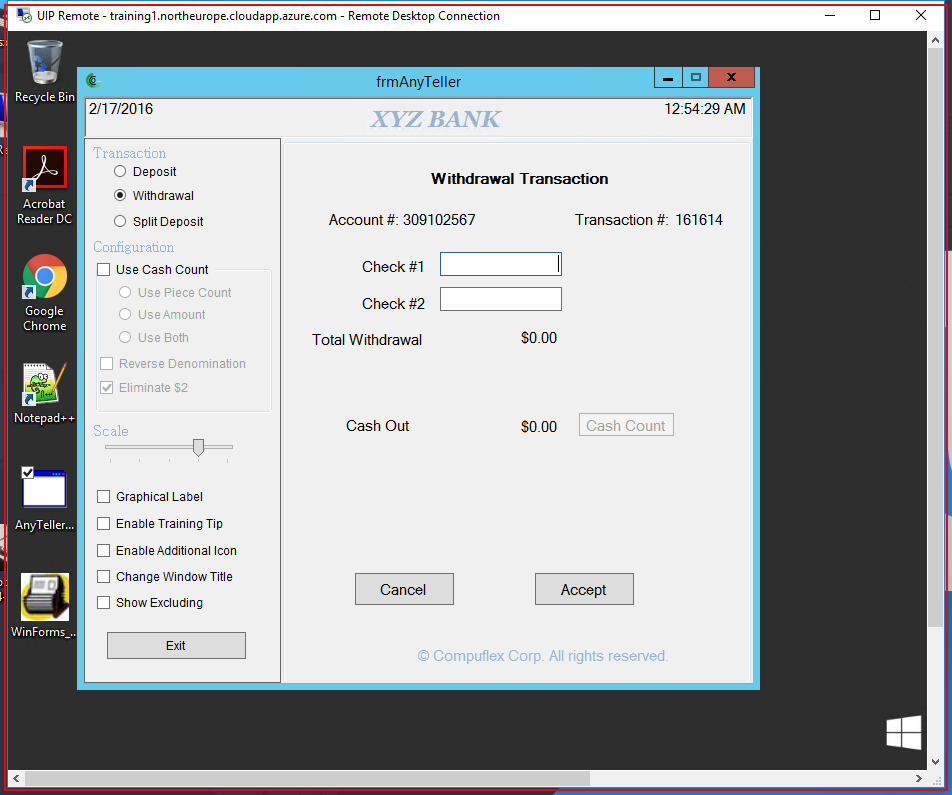 UIP Remote - training1.northeurope.cloudapp.azure.com - Remote Desktop Connection
Recycle Bin
Acrobat
Reader DC
Google
Chrome
Notepad++
AnyTeller...
WinForms_...
frmAnyTeller
2/17/2016
XYZ BANK
12:54:29 AM
Transaction
Deposit
Withdrawal
Split Deposit
Configuration
Use Cash Count
Use Piece Count
Use Amount
Use Both
Reverse Denomination
Eliminate $2
Scale
Graphical Label
Enable Training Tip
Enable Additional Icon
Change Window Title
Show Excluding
Exit
Withdrawal Transaction
Account #: 309102567
Transaction #: 161614
Check #1
Check #2
Total Withdrawal $0.00
Cash Out $0.00 Cash Count
Cancel
Accept
© Compuflex Corp. All rights reserved.